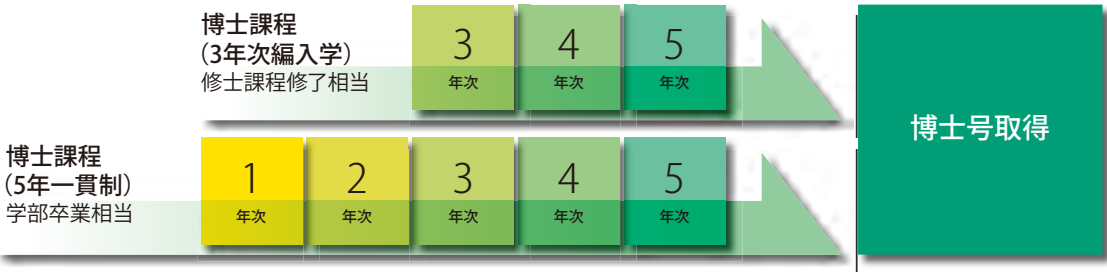 博士課程
(3年次編入学)
修士課程修了相当
3
年次
4
年次
5
年次
博士課程
(5年一貫制)
学部卒業相当
1
年次
2
年次
3
年次
4
年次
5
年次
博士号取得